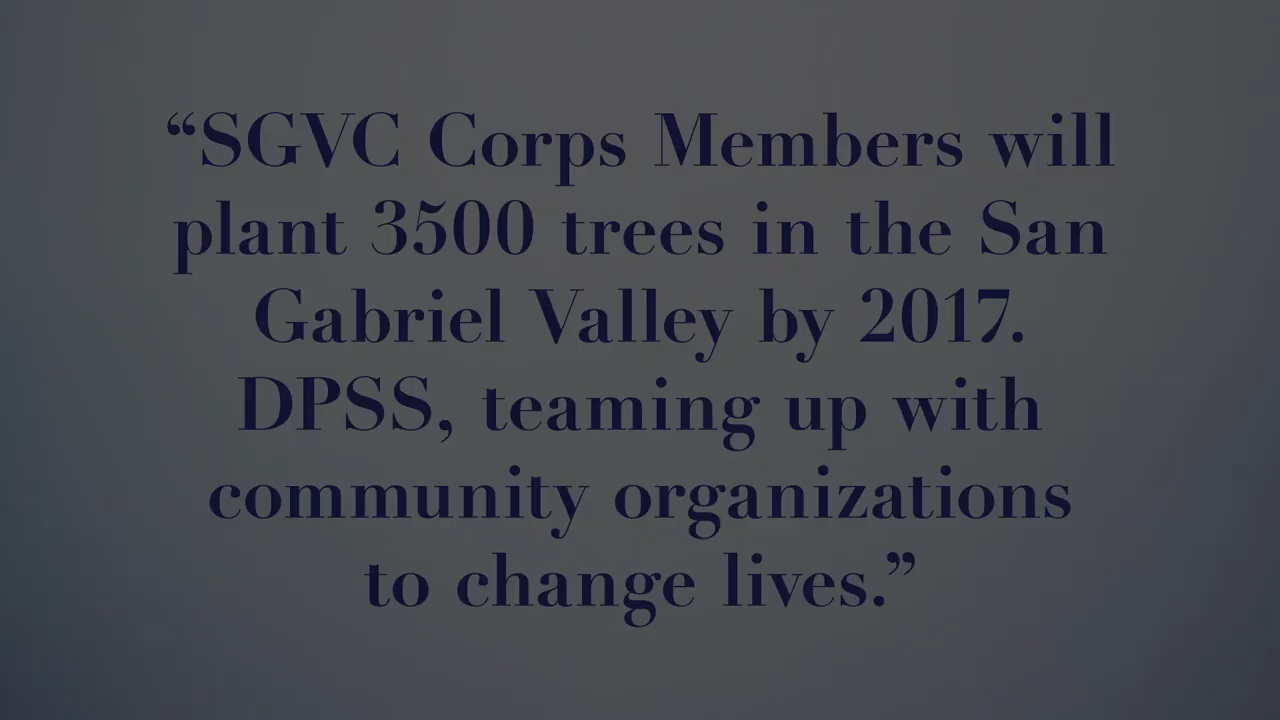 “SGVC Corps Members will
plant 3500 trees in the San
Gabriel Valley by 2017.
DPSS, teaming up with
community organizations
to change lives.”